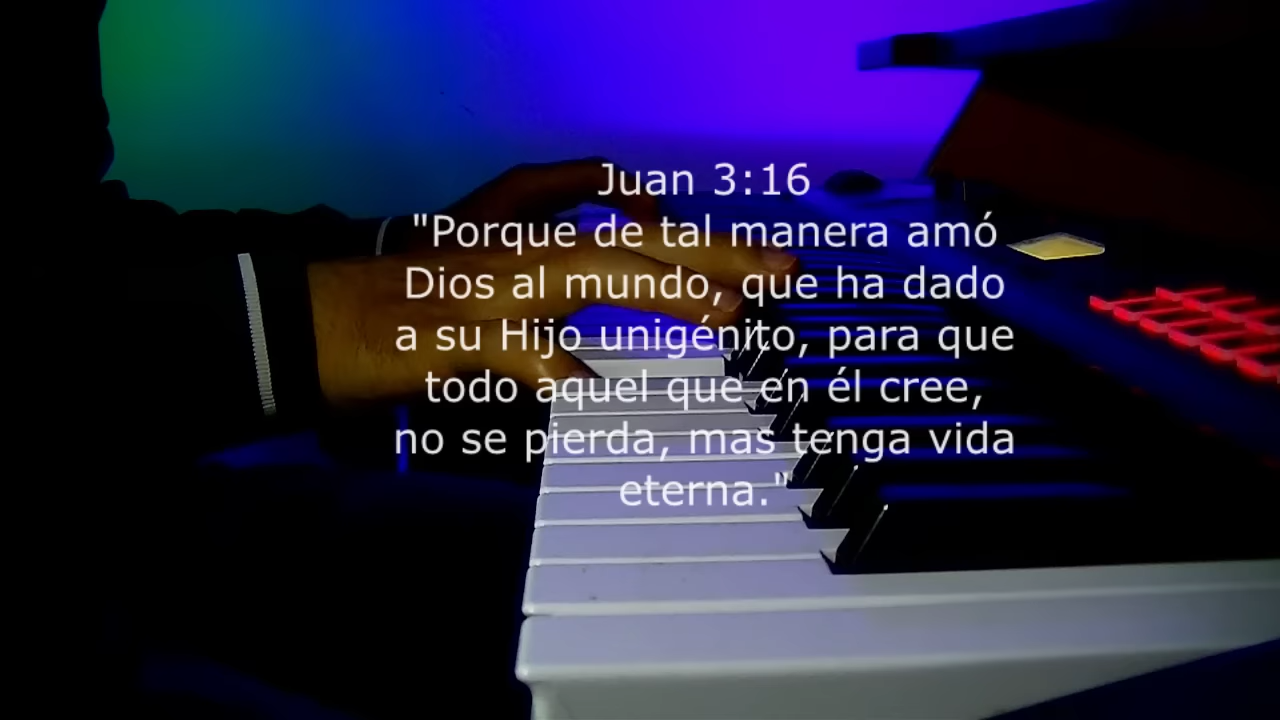 Juan 3:16
"Porque de tal manera amó
Dios al mundo, que ha dado
a su Hijo unigénito, para que
todo aquel que en él cree,
no se pierda, mas tenga vida
eterna."